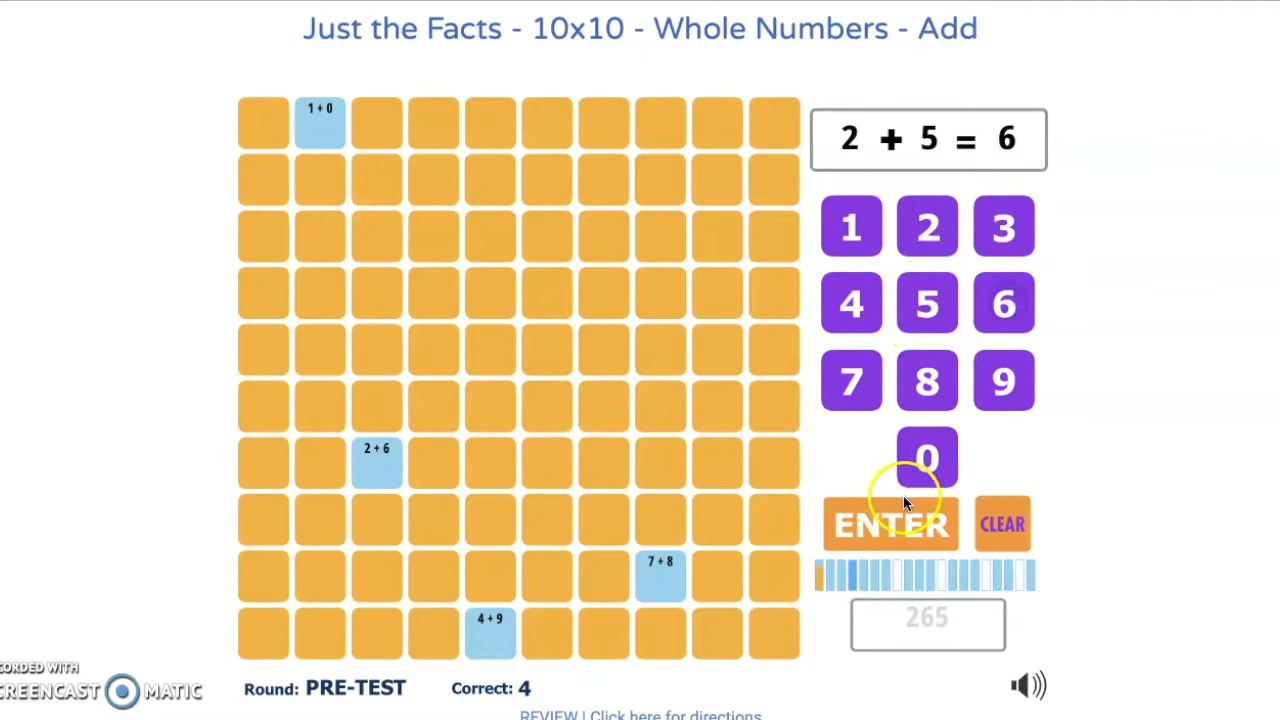 Just the Facts - 10x10 - Whole Numbers - Add
1 + 0
2 + 5 = 6
1 2 3
4 5 6
2 + 6
7 8 9
0
7 + 8
ENTER CLEAR
4 + 9
265
CORDED WITH
CREENCAST MATIC
Round: PRE-TEST Correct: 4
REVIEW | Click here for directions